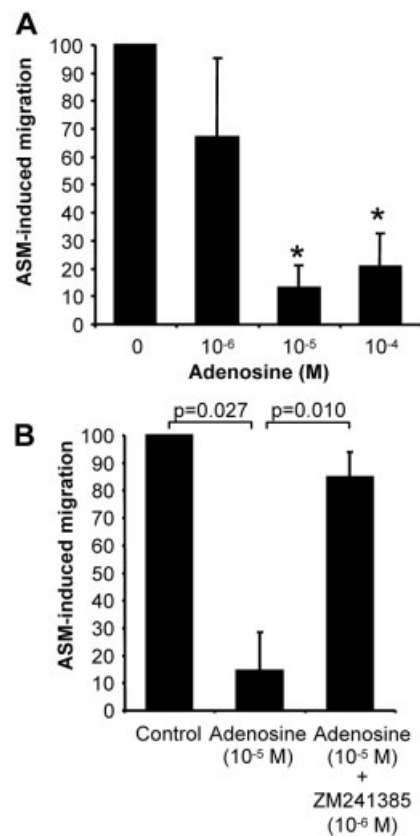 A
ASM-induced migration
100
90
80
70
60
50
40
30
20
10
0
*
*
0 10⁻⁶ 10⁻⁵ 10⁻⁴
Adenosine (M)
B
p=0.027 p=0.010
ASM-induced migration
100
90
80
70
60
50
40
30
20
10
0
Control Adenosine Adenosine
(10⁻⁵ M) (10⁻⁵ M)
+
ZM241385
(10⁻⁶ M)